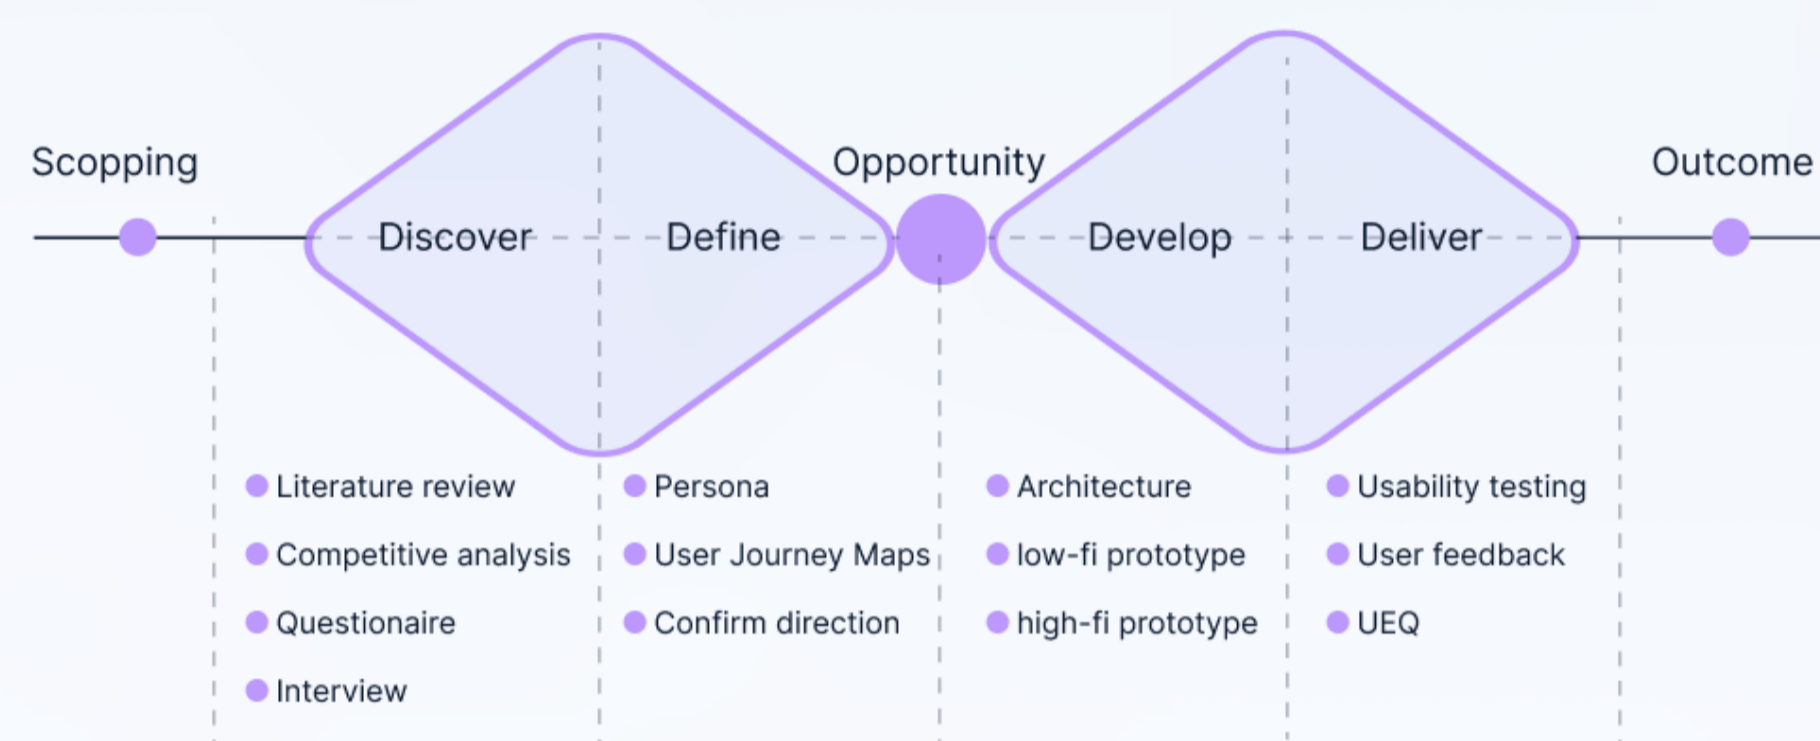 Scopping
Opportunity
Outcome
Discover
Define
Develop
Deliver
Literature review
Competitive analysis
Questionaire
Interview
Persona
User Journey Maps
Confirm direction
Architecture
low-fi prototype
high-fi prototype
Usability testing
User feedback
UEQ